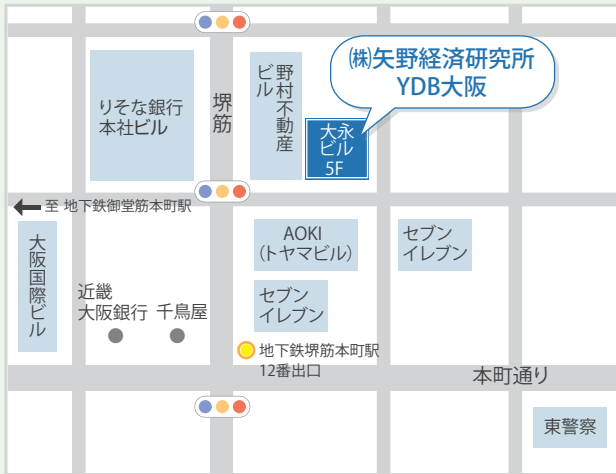 ㈱矢野経済研究所
YDB大阪
りそな銀行
本社ビル
堺筋
野村不動産
ビル
大永
ビル
5F
至 地下鉄御堂筋本町駅
大阪国際ビル
AOKI
(トヤマビル)
セブン
イレブン
近畿
大阪銀行
千鳥屋
セブン
イレブン
地下鉄堺筋本町駅
12番出口
本町通り
東警察